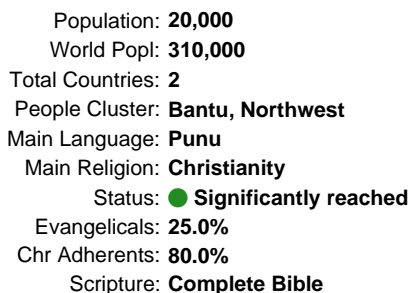 Population: 20,000
World Popl: 310,000
Total Countries: 2
People Cluster: Bantu, Northwest
Main Language: Punu
Main Religion: Christianity
Status: Significantly reached
Evangelicals: 25.0%
Chr Adherents: 80.0%
Scripture: Complete Bible